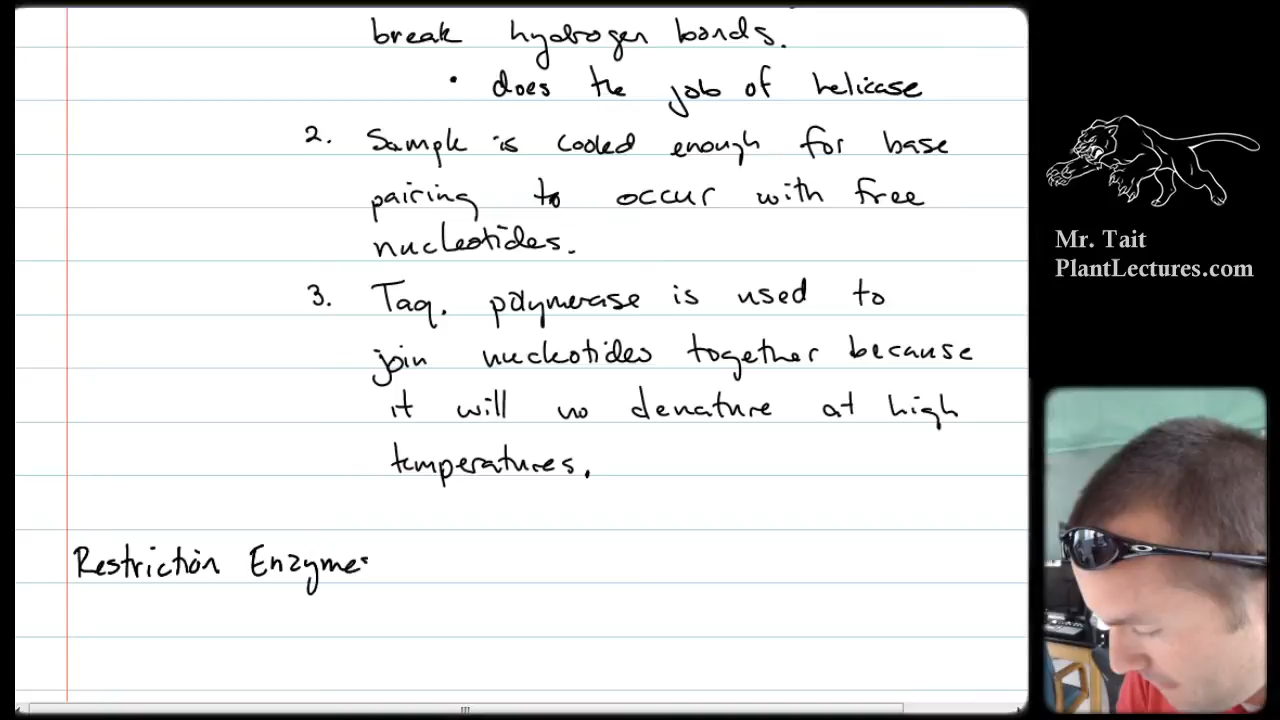 break hydrogen bonds.
• does the job of helicase
2. Sample is cooled enough for base
pairing to occur with free
nucleotides.
3. Taq. polymerase is used to
join nucleotides together because
it will no denature at high
temperatures.
Restriction Enzyme:
Mr. Tait
PlantLectures.com